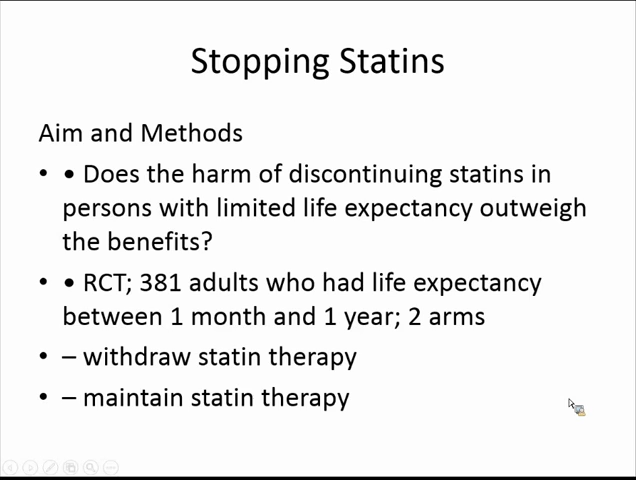 Stopping Statins
Aim and Methods
• • Does the harm of discontinuing statins in
persons with limited life expectancy outweigh
the benefits?
• • RCT; 381 adults who had life expectancy
between 1 month and 1 year; 2 arms
• – withdraw statin therapy
• – maintain statin therapy